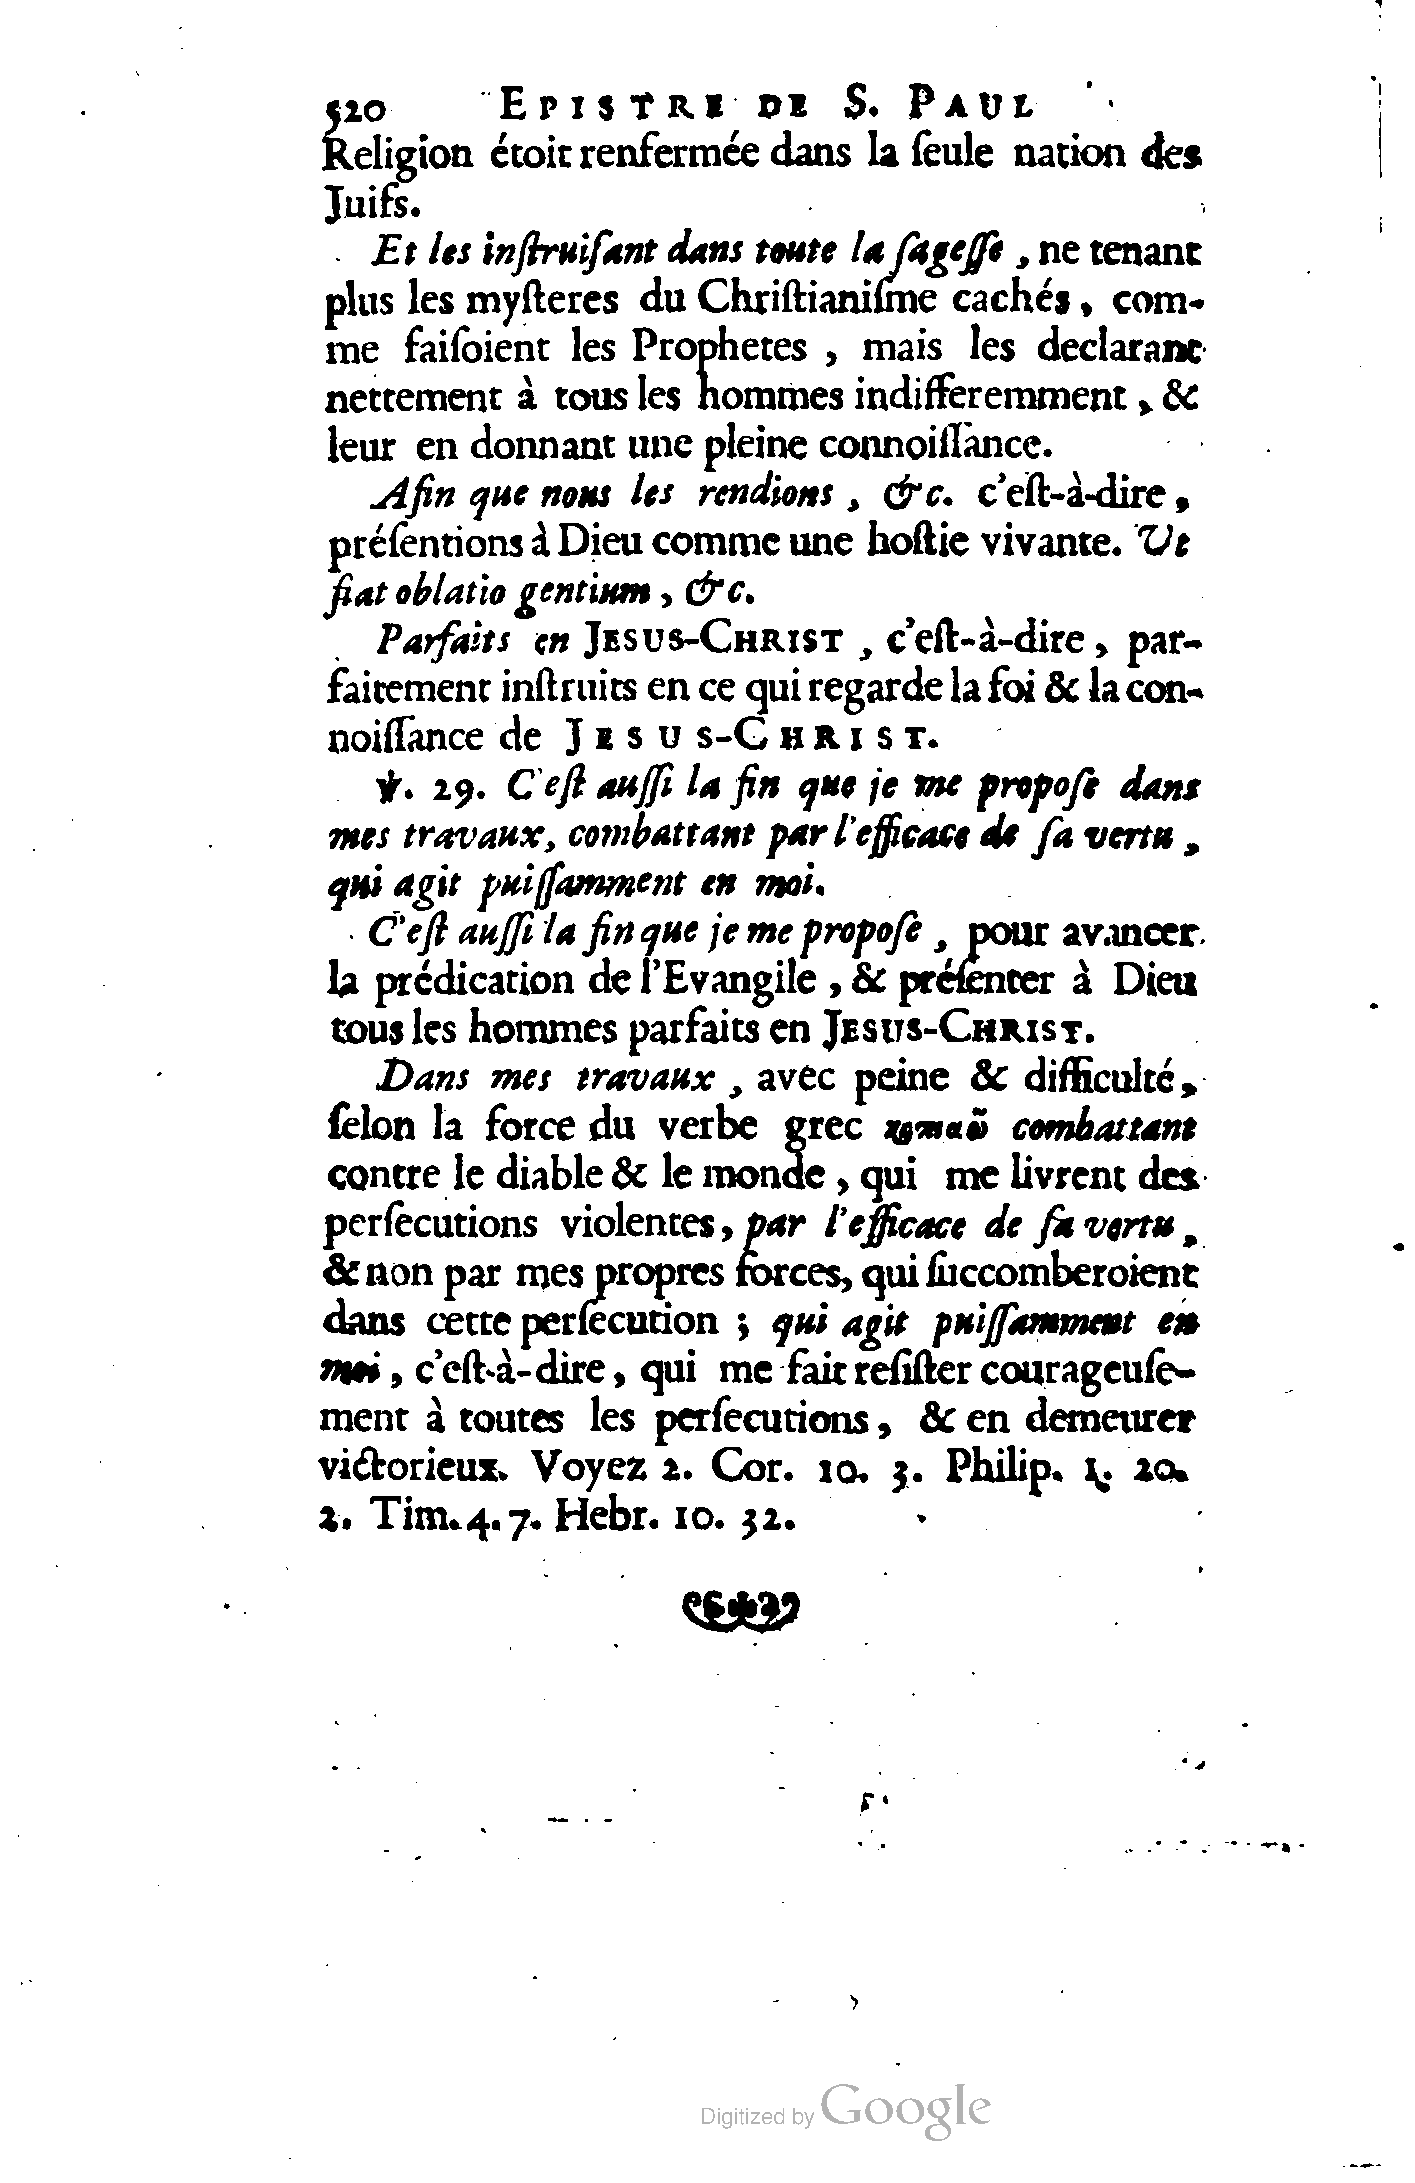 520 EPISTRE DE S. PAUL
Religion étoit renfermée dans la ſeule nation des
Juifs.
Et les inſtruiſant dans toute la ſageſſe, ne tenant
plus les myſteres du Chriſtianiſme cachés, com-
me faiſoient les Prophetes, mais les declarant
nettement à tous les hommes indifferemment, &
leur en donnant une pleine connoiſſance.
Afin que nous les rendions, &c. c'eſt-à-dire,
préſentions à Dieu comme une hoſtie vivante. Ut
fiat oblatio gentium, &c.
Parfaits en JESUS-CHRIST, c'eſt-à-dire, par-
faitement inſtruits en ce qui regarde la foi & la con-
noiſſance de JESUS-CHRIST.
℣. 29. C'eſt auſſi la fin que je me propoſe dans
mes travaux, combattant par l'efficace de ſa vertu,
qui agit puiſſamment en moi.
C'eſt auſſi la fin que je me propoſe, pour avancer
la prédication de l'Evangile, & préſenter à Dieu
tous les hommes parfaits en JESUS-CHRIST.
Dans mes travaux, avec peine & difficulté,
ſelon la force du verbe grec combattant
contre le diable & le monde, qui me livrent des
perſecutions violentes, par l'efficace de ſa vertu,
& non par mes propres forces, qui ſuccomberoient
dans cette perſecution; qui agit puiſſamment en
moi, c'eſt-à-dire, qui me fait reſiſter courageuſe-
ment à toutes les perſecutions, & en demeurer
victorieux. Voyez 2. Cor. 10. 3. Philip. 1. 20.
2. Tim. 4. 7. Hebr. 10. 32.
Digitized by Google